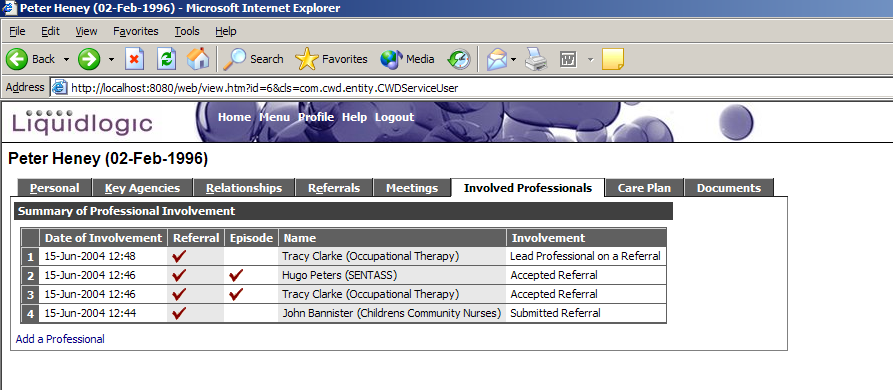 Peter Heney (02-Feb-1996) - Microsoft Internet Explorer
File Edit View Favorites Tools Help
Back Search Favorites Media
Address http://localhost:8080/web/view.htm?id=6&cls=com.cwd.entity.CWDServiceUser
Liquidlogic Home Menu Profile Help Logout
Peter Heney (02-Feb-1996)
Personal Key Agencies Relationships Referrals Meetings Involved Professionals Care Plan Documents
Summary of Professional Involvement
Date of Involvement Referral Episode Name Involvement
1 15-Jun-2004 12:48 Tracy Clarke (Occupational Therapy) Lead Professional on a Referral
2 15-Jun-2004 12:46 Hugo Peters (SENTASS) Accepted Referral
3 15-Jun-2004 12:46 Tracy Clarke (Occupational Therapy) Accepted Referral
4 15-Jun-2004 12:44 John Bannister (Childrens Community Nurses) Submitted Referral
Add a Professional